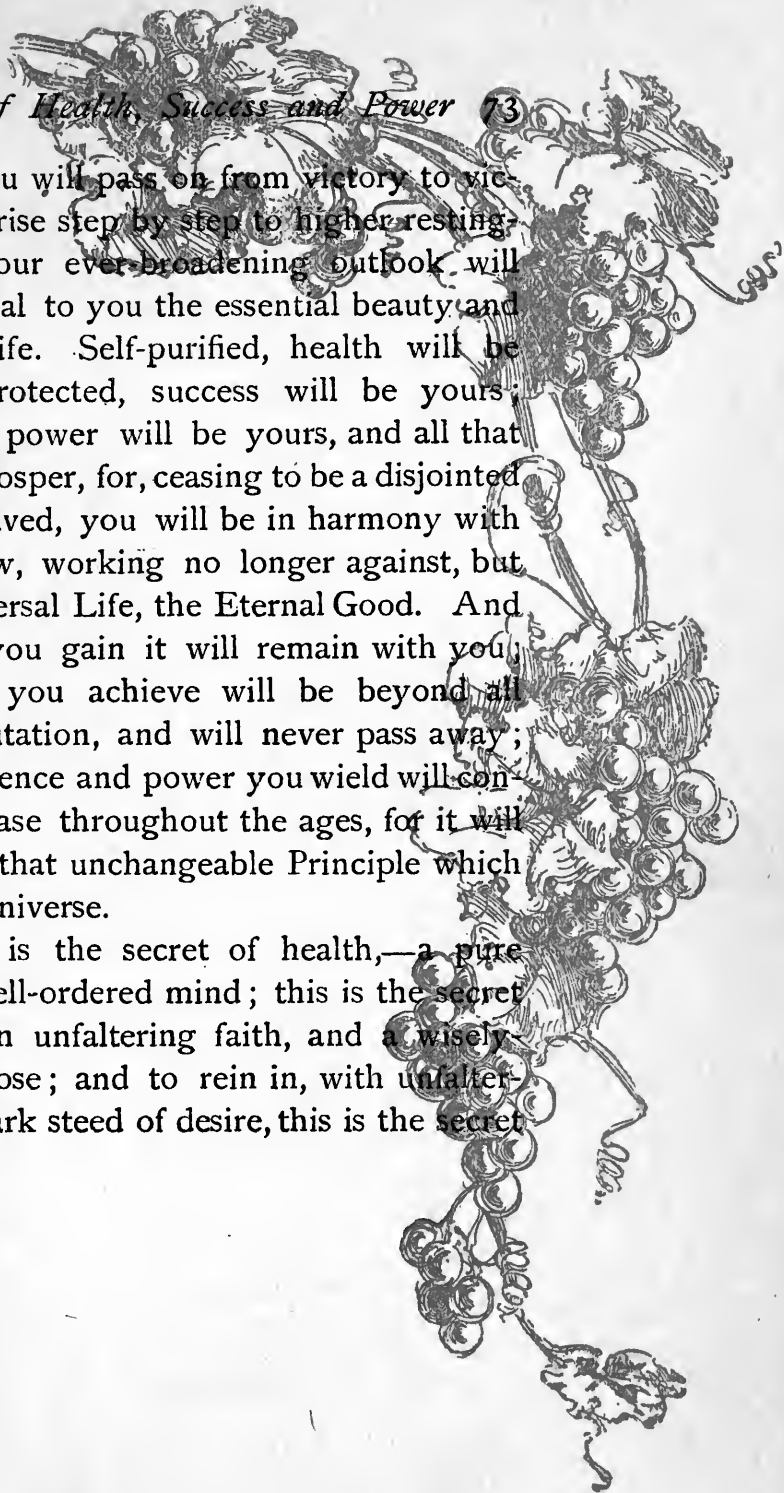 f Health, Success and Power 73
u will pass on from victory to vic-
rise step by step to higher resting-
our ever-broadening outlook will
al to you the essential beauty and
ife. Self-purified, health will be
rotected, success will be yours;
power will be yours, and all that
osper, for, ceasing to be a disjointed
aved, you will be in harmony with
w, working no longer against, but
ersal Life, the Eternal Good. And
you gain it will remain with you;
you achieve will be beyond all
utation, and will never pass away;
ence and power you wield will con-
ase throughout the ages, for it will
that unchangeable Principle which
niverse.
is the secret of health,—a pure
ell-ordered mind; this is the secret
n unfaltering faith, and a wisely-
ose; and to rein in, with unfalter-
ark steed of desire, this is the secret